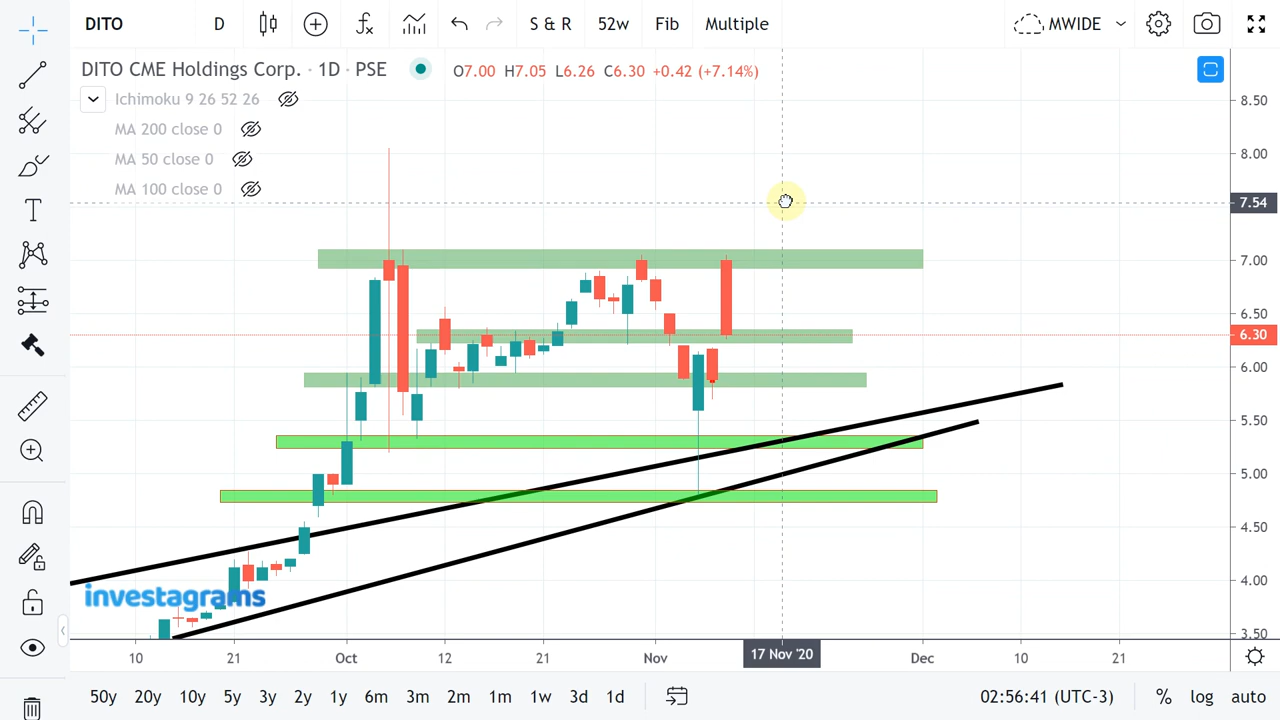 DITO D S & R 52w Fib Multiple MWIDE
DITO CME Holdings Corp. · 1D · PSE O7.00 H7.05 L6.26 C6.30 +0.42 (+7.14%)
Ichimoku 9 26 52 26
MA 200 close 0
MA 50 close 0
MA 100 close 0
8.50
8.00
7.54
7.00
6.50
6.30
6.00
5.50
5.00
4.50
4.00
3.50
investagrams
10 21 Oct 12 21 Nov 17 Nov '20 Dec 10 21
50y 20y 10y 5y 3y 2y 1y 6m 3m 2m 1m 1w 3d 1d 02:56:41 (UTC-3) % log auto